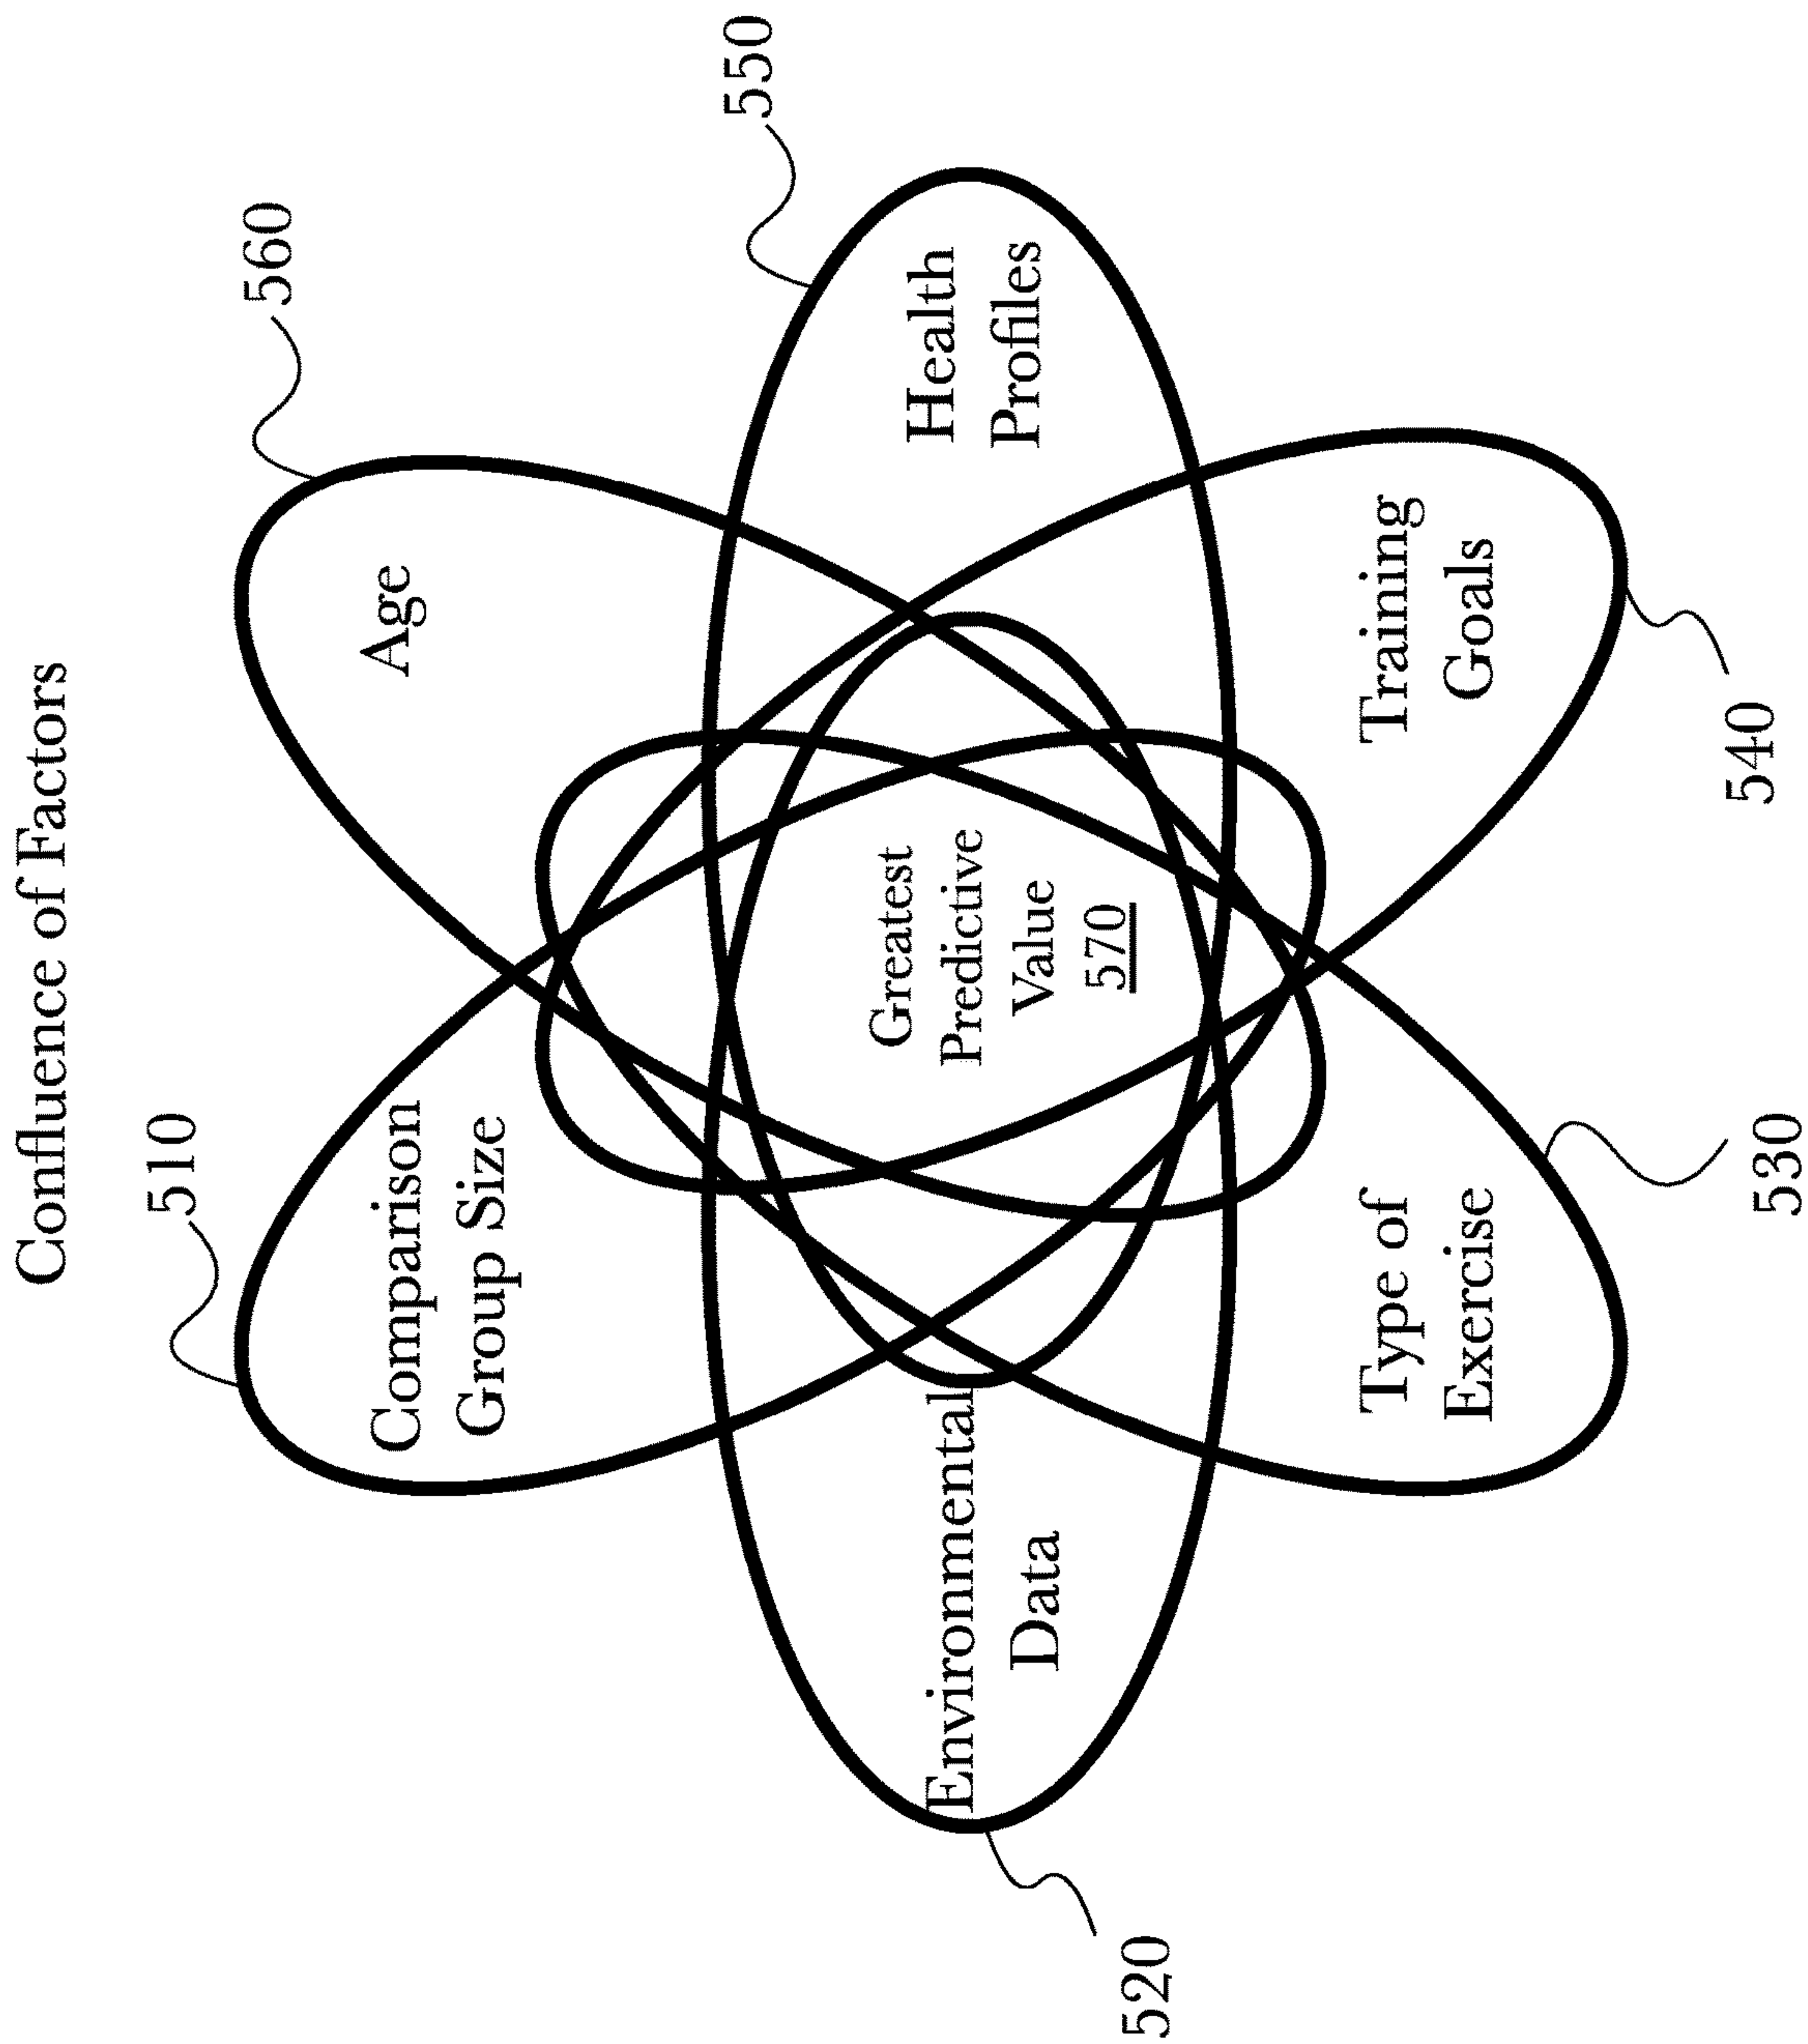 Confluence of Factors
510
Comparison
Group Size
560
Age
550
Health
Profiles
Greatest
Predictive
Value
570
520
Environmental
Data
530
Type of
Exercise
540
Training
Goals